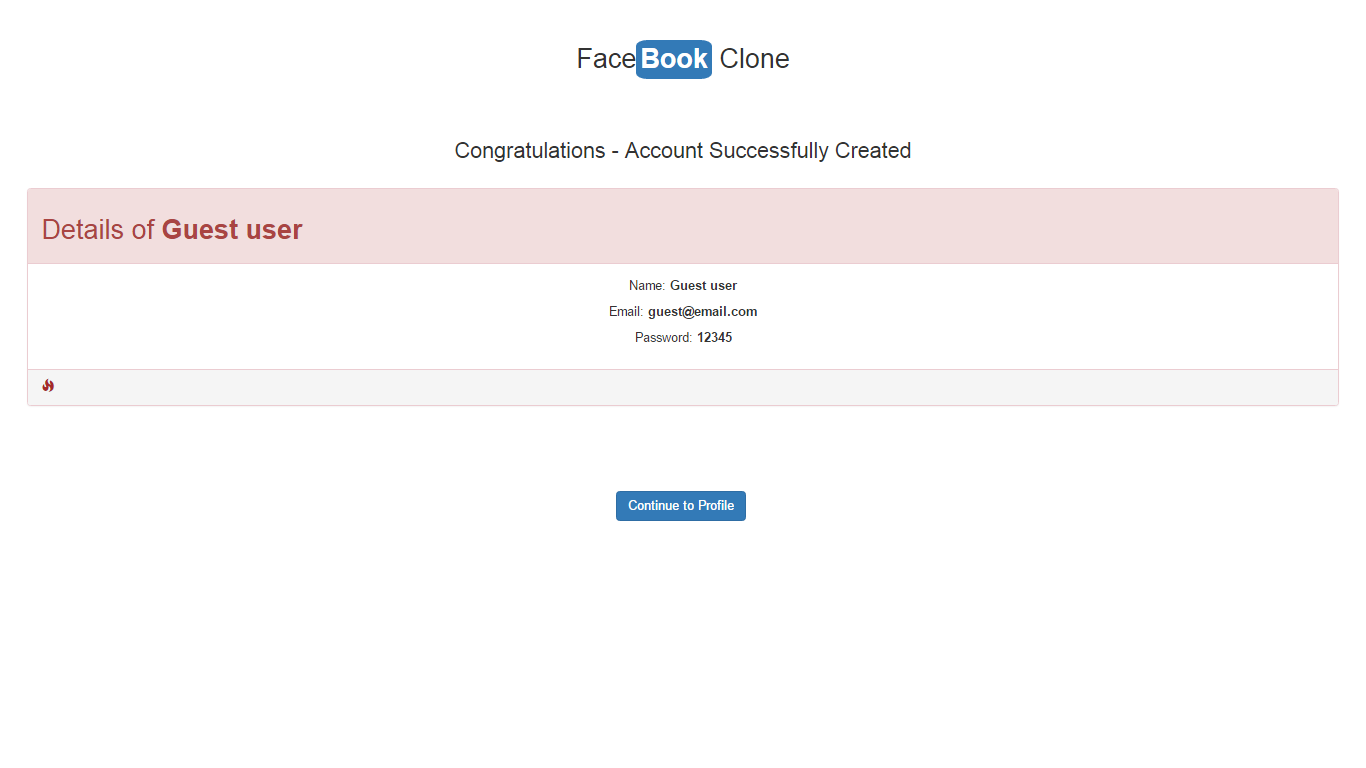 FaceBook Clone
Congratulations - Account Successfully Created
Details of Guest user
Name: Guest user
Email: guest@email.com
Password: 12345
Continue to Profile